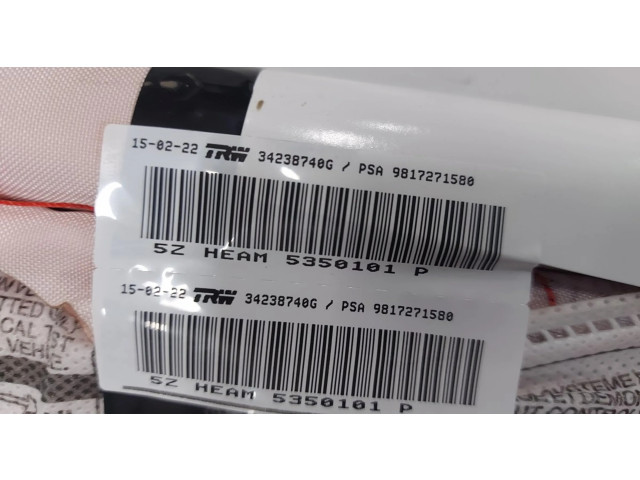 15-02-22 TRW 34238740G / PSA 9817271580
5Z HEAM 5350101 P
15-02-22 TRW 34238740G / PSA 9817271580
5Z HEAM 5350101 P
VEHIC